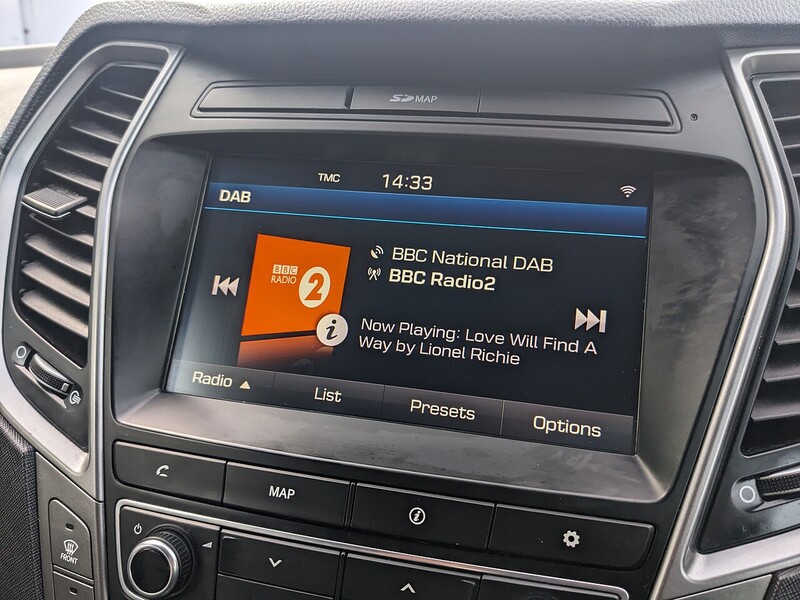 SD MAP
TMC 14:33
DAB
BBC
RADIO
2
BBC National DAB
BBC Radio2
Now Playing: Love Will Find A
Way by Lionel Richie
Radio List Presets Options
MAP
FRONT